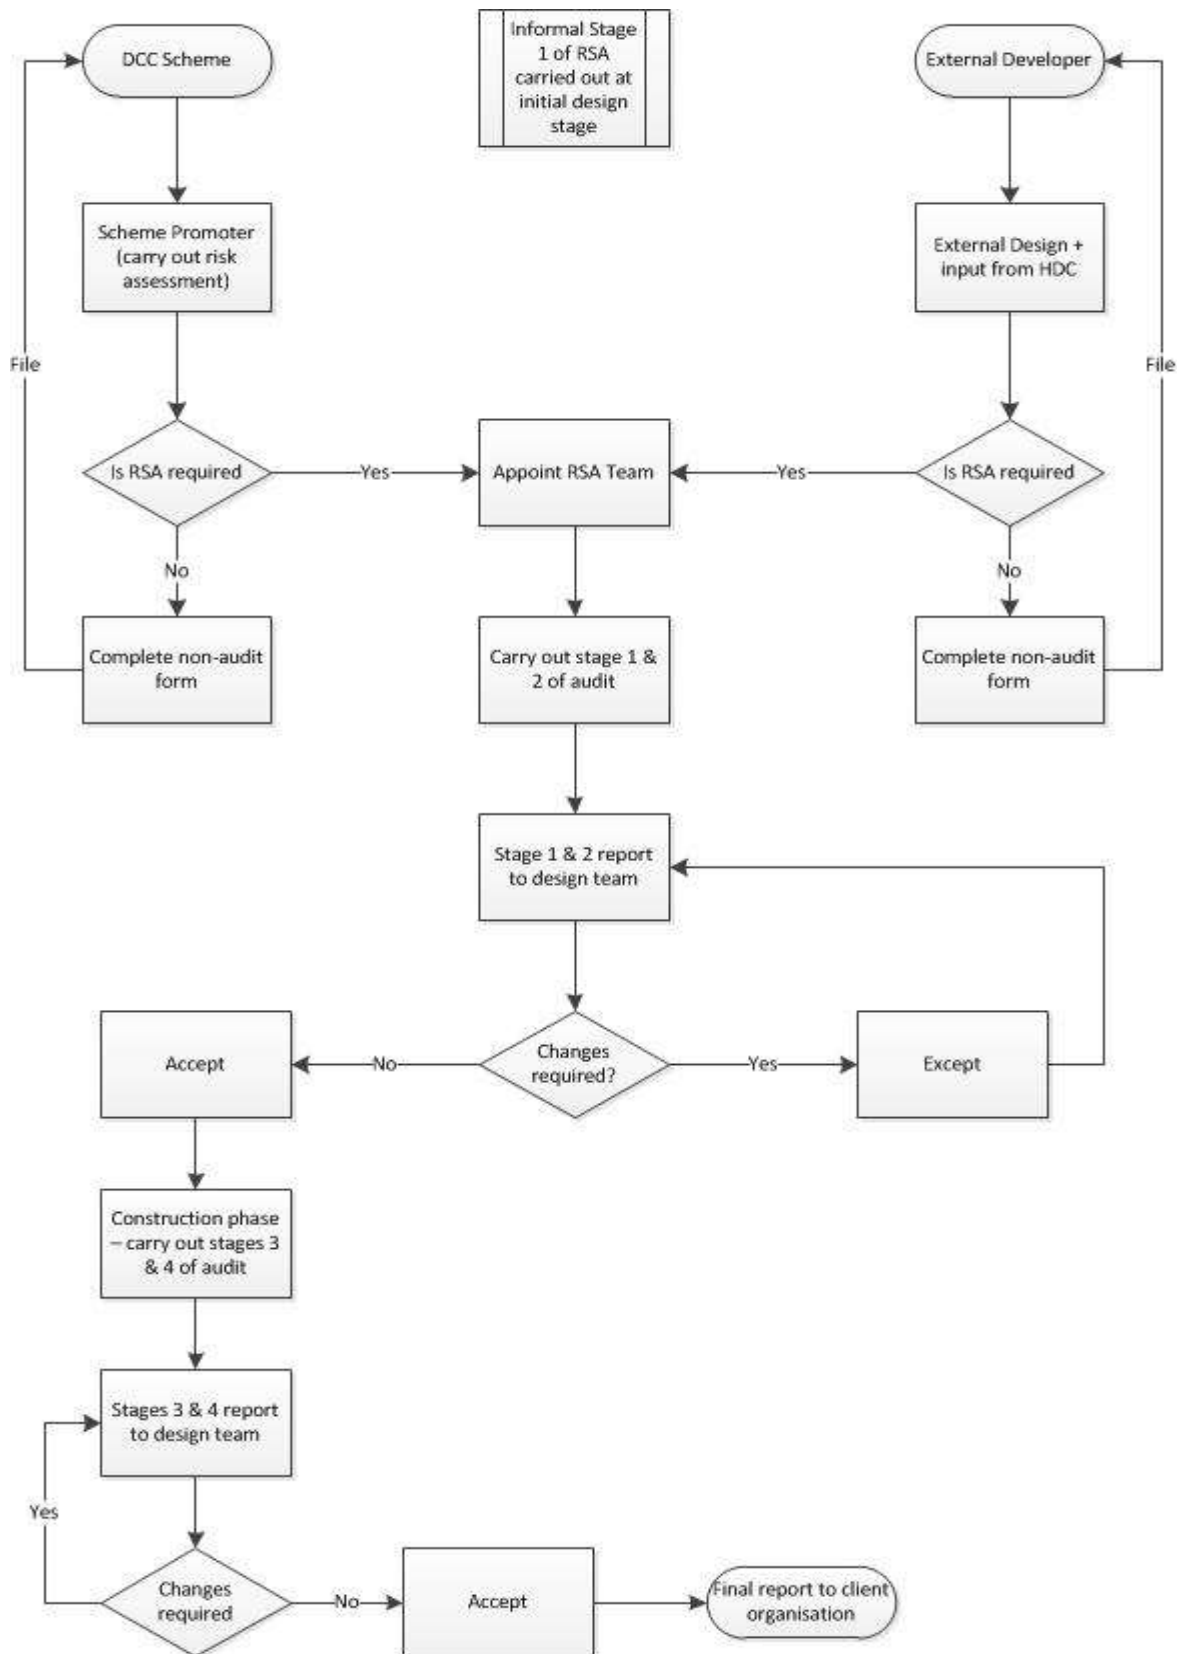 DCC Scheme
Informal Stage
1 of RSA
carried out at
initial design
stage
External Developer
Scheme Promoter
(carry out risk
assessment)
External Design +
input from HDC
File
File
Is RSA required
Yes
Appoint RSA Team
Yes
Is RSA required
No
No
Complete non-audit
form
Carry out stage 1 &
2 of audit
Complete non-audit
form
Stage 1 & 2 report
to design team
Accept
No
Changes
required?
Yes
Except
Construction phase
– carry out stages 3
& 4 of audit
Stages 3 & 4 report
to design team
Yes
Changes
required
No
Accept
Final report to client
organisation